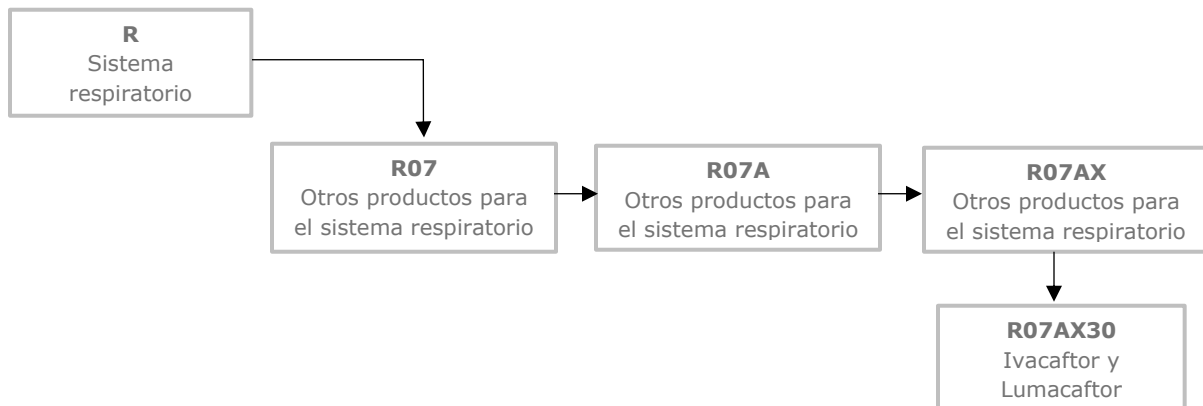 R
Sistema
respiratorio
R07
Otros productos para
el sistema respiratorio
R07A
Otros productos para
el sistema respiratorio
R07AX
Otros productos para
el sistema respiratorio
R07AX30
Ivacaftor y
Lumacaftor